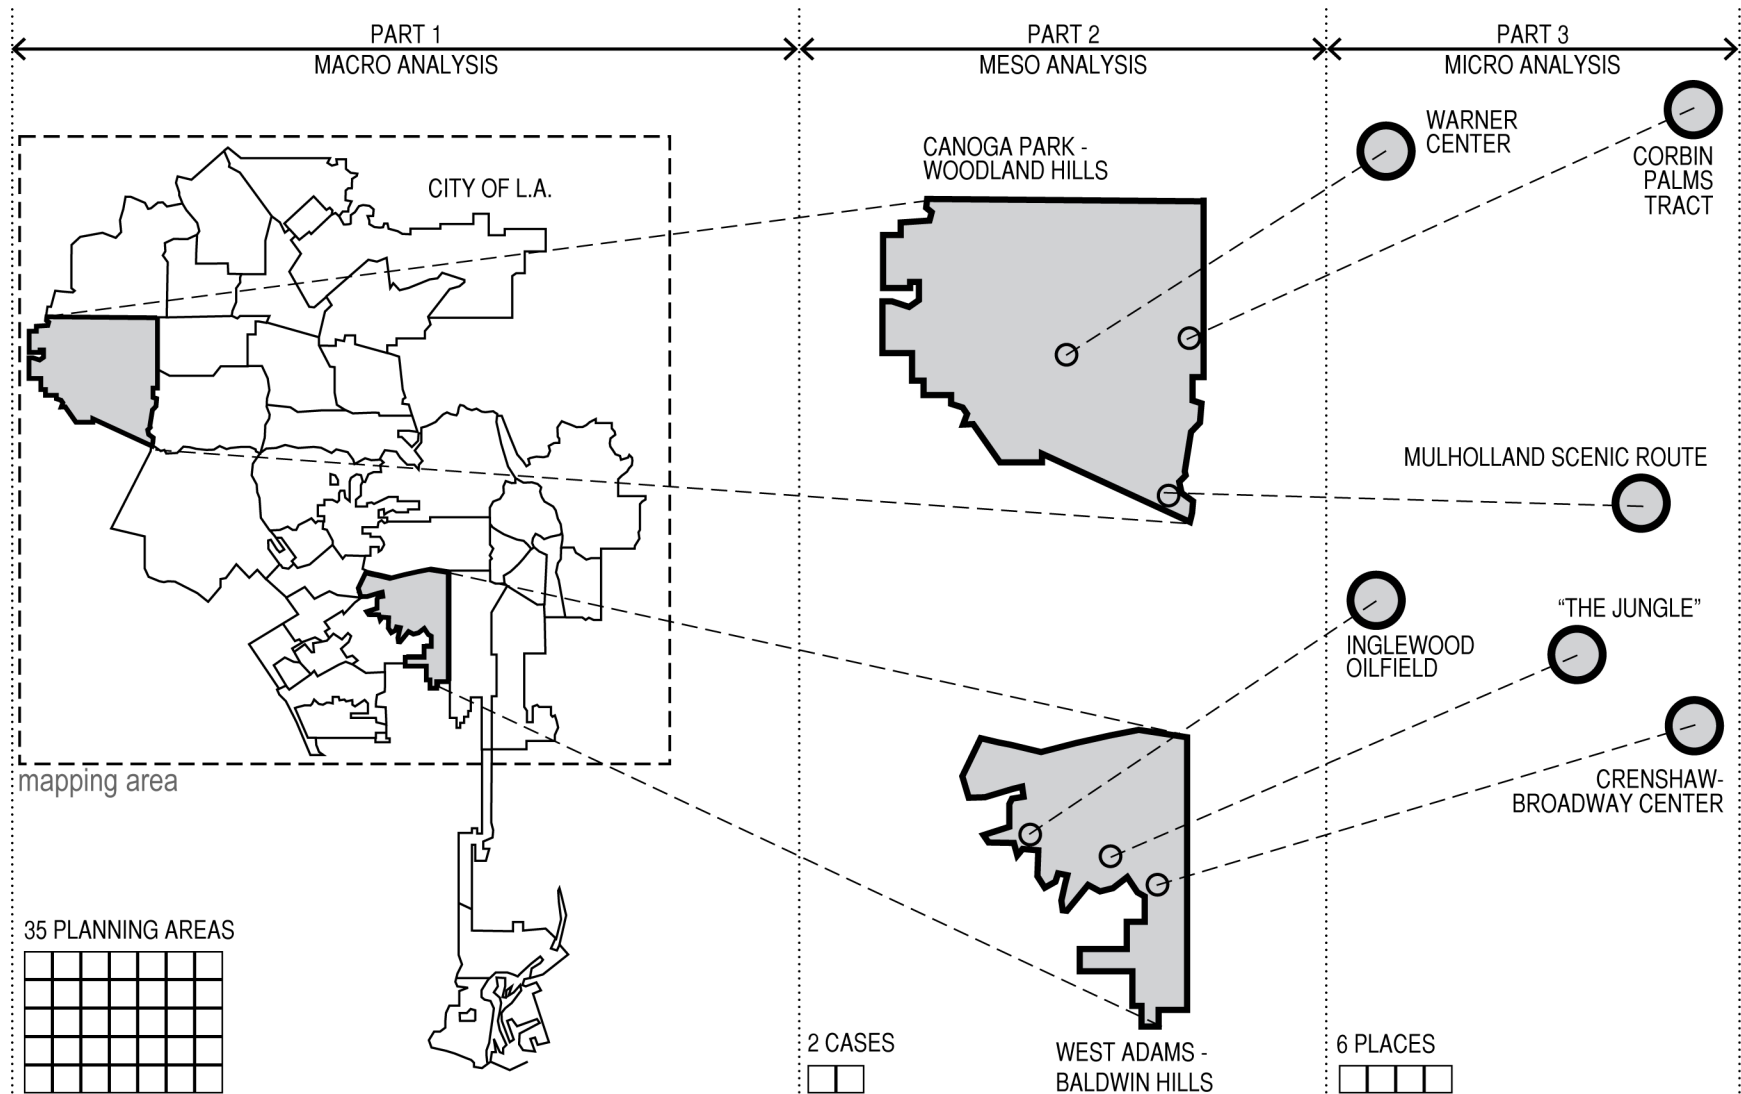 PART 1
MACRO ANALYSIS
PART 2
MESO ANALYSIS
PART 3
MICRO ANALYSIS
CITY OF L.A.
mapping area
35 PLANNING AREAS
CANOGA PARK -
WOODLAND HILLS
WEST ADAMS -
BALDWIN HILLS
2 CASES
WARNER
CENTER
CORBIN
PALMS
TRACT
MULHOLLAND SCENIC ROUTE
INGLEWOOD
OILFIELD
“THE JUNGLE”
CRENSHAW-
BROADWAY CENTER
6 PLACES